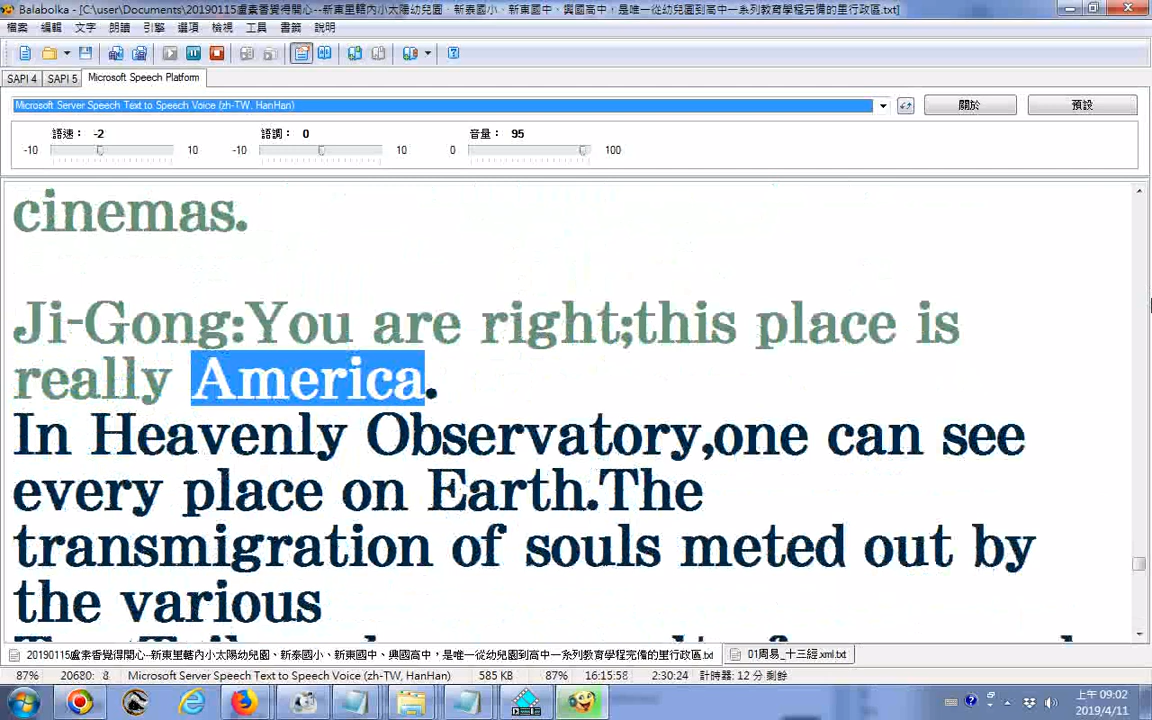 Balabolka - [C:\user\Documents\20190115盧素香覺得開心--新東里轄內小太陽幼兒園、新泰國小、新東國中、興國高中，是唯一從幼兒園到高中一系列教育學程完備的里行政區.txt]
檔案 編輯 文字 朗讀 引擎 選項 檢視 工具 書籤 說明
SAPI 4 SAPI 5 Microsoft Speech Platform
Microsoft Server Speech Text to Speech Voice (zh-TW, HanHan) 關於 預設
語速： -2 語調： 0 音量： 95
-10 10 -10 10 0 100
cinemas.
Ji-Gong:You are right;this place is
really America.
In Heavenly Observatory,one can see
every place on Earth.The
transmigration of souls meted out by
the various
20190115盧素香覺得開心--新東里轄內小太陽幼兒園、新泰國小、新東國中、興國高中，是唯一從幼兒園到高中一系列教育學程完備的里行政區.txt 01周易_十三經.xml.txt
87% 20680: 8 Microsoft Server Speech Text to Speech Voice (zh-TW, HanHan) 585 KB 87% 16:15:58 2:30:24 計時器: 12 分 剩餘
上午 09:02
2019/4/11